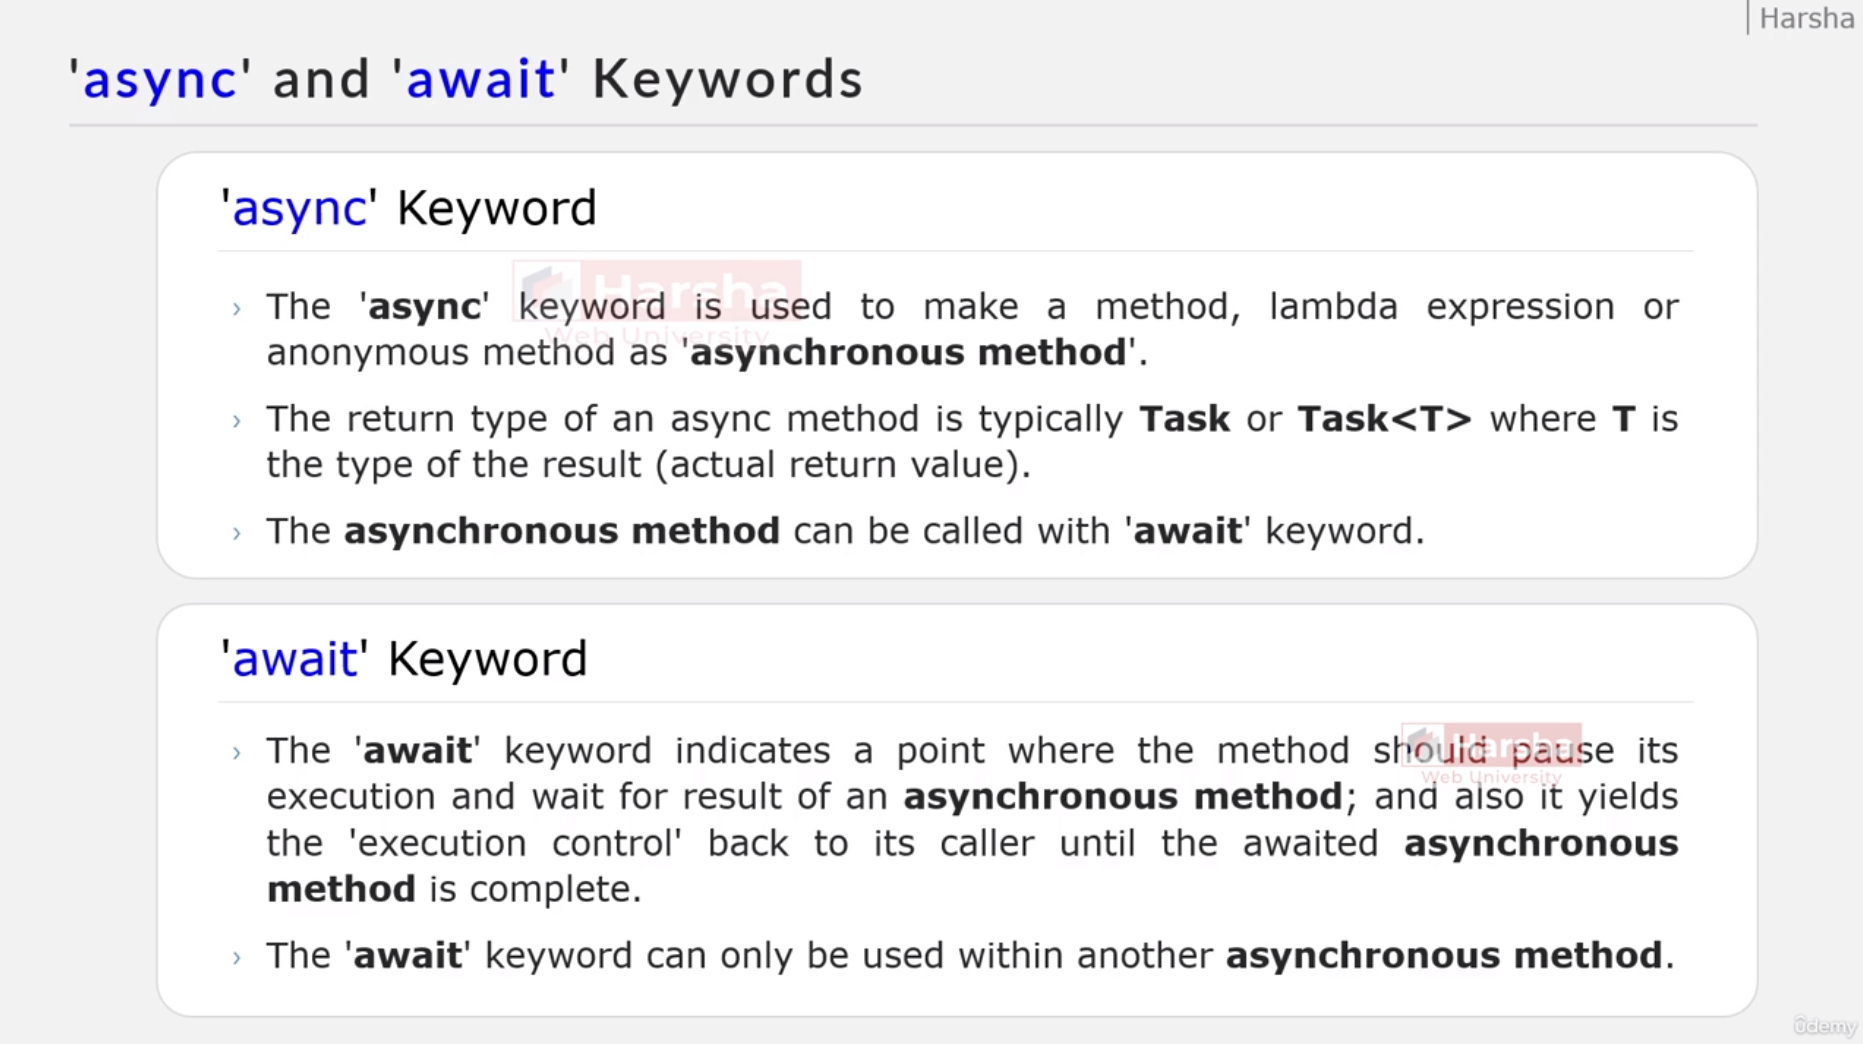 Harsha
'async' and 'await' Keywords
'async' Keyword
› The 'async' keyword is used to make a method, lambda expression or
anonymous method as 'asynchronous method'.
› The return type of an async method is typically Task or Task<T> where T is
the type of the result (actual return value).
› The asynchronous method can be called with 'await' keyword.
Harsha
Web University
'await' Keyword
› The 'await' keyword indicates a point where the method should pause its
execution and wait for result of an asynchronous method; and also it yields
the 'execution control' back to its caller until the awaited asynchronous
method is complete.
› The 'await' keyword can only be used within another asynchronous method.
Harsha
Web University
ûdemy